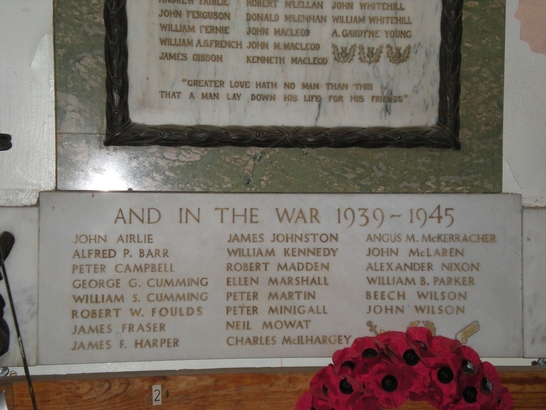 ANDREW FAIRLIE ROBERT McLELLAN JOHN WHITEHILL
JOHN FERGUSON DONALD McLENNAN WILLIAM WHITEHILL
WILLIAM FERNIE JOHN MACLEOD A. GARDYNE YOUNG
WILLIAM A.S. FRENCH JOHN M. MACLEOD
JAMES GIBSON KENNETH MACLEOD
"GREATER LOVE HATH NO MAN THAN THIS
THAT A MAN LAY DOWN HIS LIFE FOR HIS FRIENDS"
AND IN THE WAR 1939-1945
JOHN AIRLIE JAMES JOHNSTON ANGUS M. McKERRACHER
ALFRED P. BARR WILLIAM KENNEDY JOHN McLAREN
PETER CAMPBELL ROBERT MADDEN ALEXANDER NIXON
GEORGE G. CUMMING ELLEN MARSHALL WILLIAM B. PARKER
WILLIAM S. CUMMING PETER MARTIN BEECH WILSON
ROBERT W. FOULDS PETER MINIGALL JOHN WILSON
JAMES FRASER NEIL MOWAT
JAMES F. HARPER CHARLES McILHARGEY
2